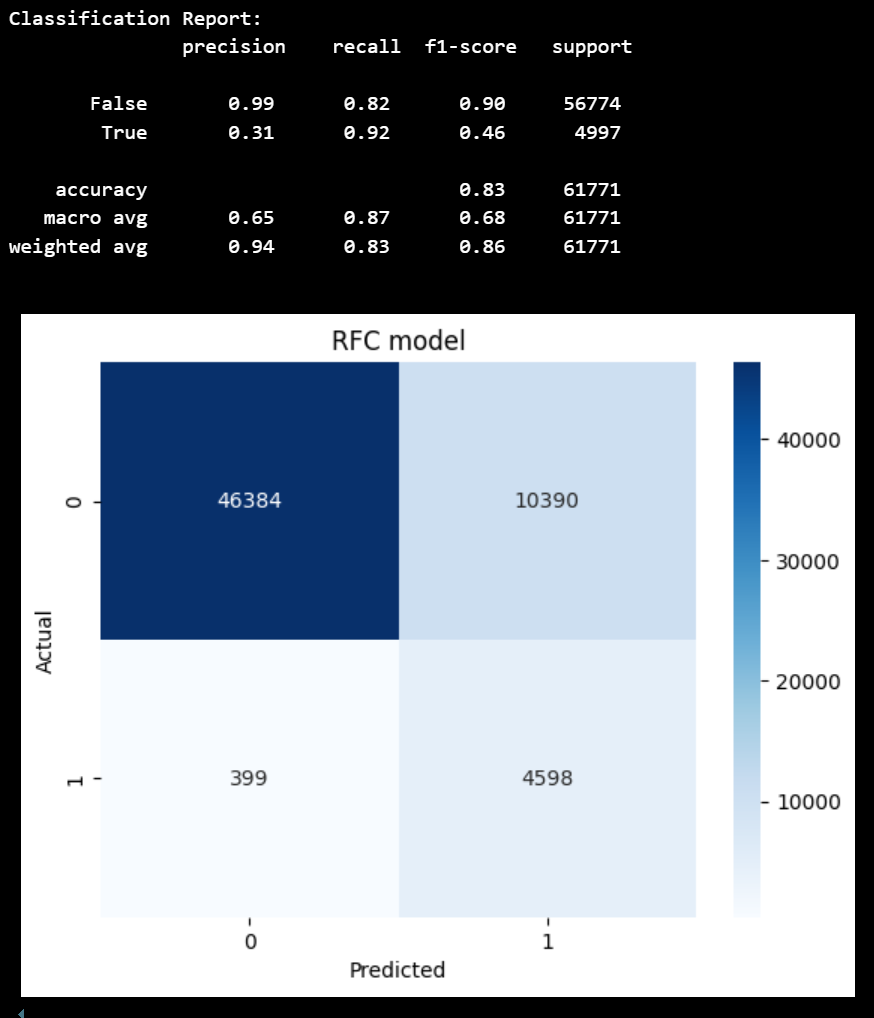 Classification Report:
precision recall f1-score support
False 0.99 0.82 0.90 56774
True 0.31 0.92 0.46 4997
accuracy 0.83 61771
macro avg 0.65 0.87 0.68 61771
weighted avg 0.94 0.83 0.86 61771
RFC model
40000
0 46384 10390
30000
Actual
20000
1 399 4598
10000
0 1
Predicted